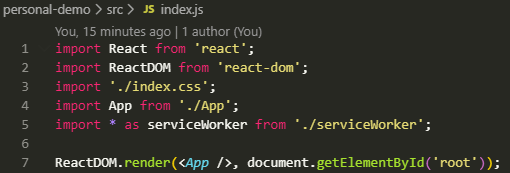 personal-demo > src > JS index.js
You, 15 minutes ago | 1 author (You)
1 import React from 'react';
2 import ReactDOM from 'react-dom';
3 import './index.css';
4 import App from './App';
5 import * as serviceWorker from './serviceWorker';
6
7 ReactDOM.render(<App />, document.getElementById('root'));